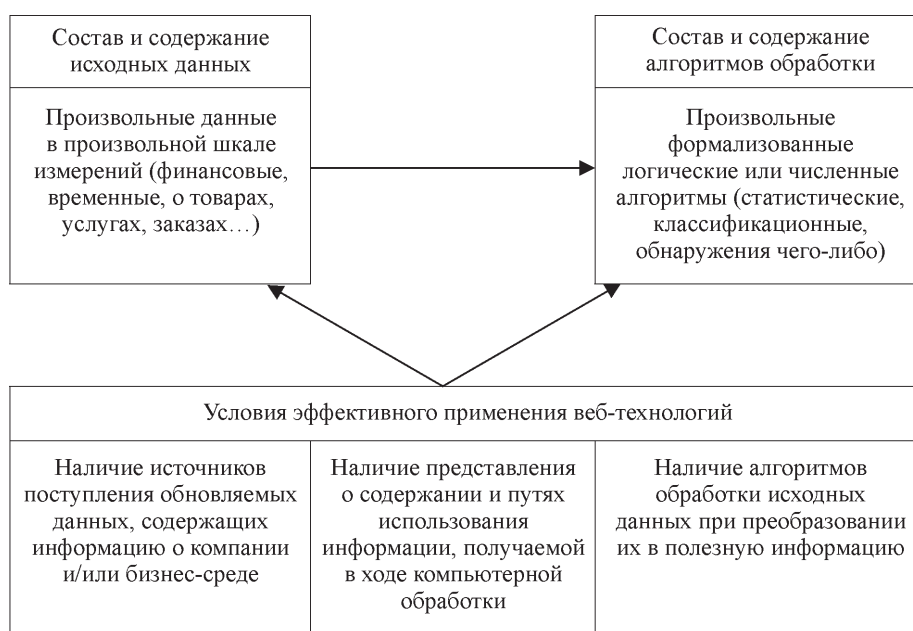 Состав и содержание
исходных данных
Произвольные данные
в произвольной шкале
измерений (финансовые,
временные, о товарах,
услугах, заказах…)
Состав и содержание
алгоритмов обработки
Произвольные
формализованные
логические или численные
алгоритмы (статистические,
классификационные,
обнаружения чего-либо)
Условия эффективного применения веб-технологий
Наличие источников
поступления обновляемых
данных, содержащих
информацию о компании
и/или бизнес-среде
Наличие представления
о содержании и путях
использования
информации, получаемой
в ходе компьютерной
обработки
Наличие алгоритмов
обработки исходных
данных при преобразовании
их в полезную информацию